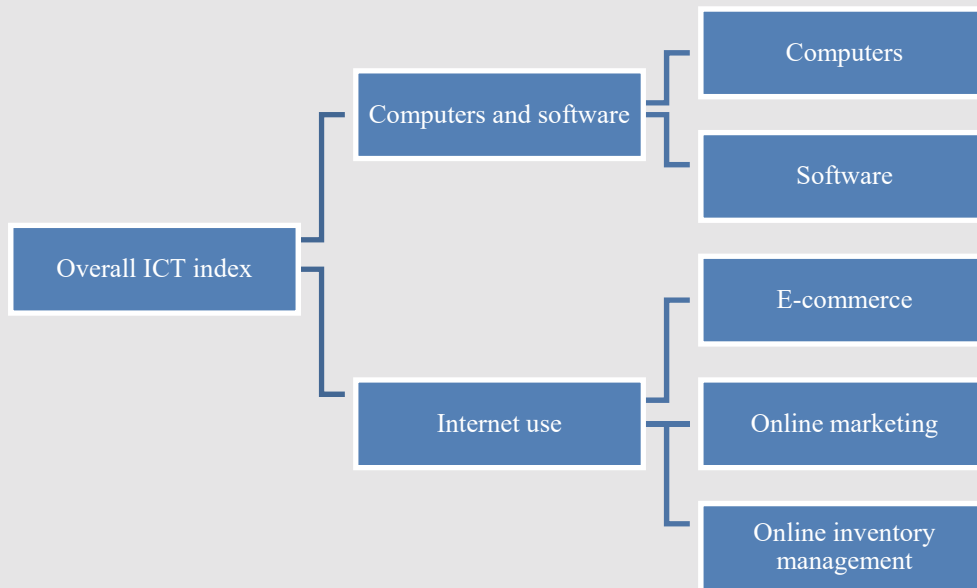 Computers
Computers and software
Software
Overall ICT index
E-commerce
Internet use
Online marketing
Online inventory
management